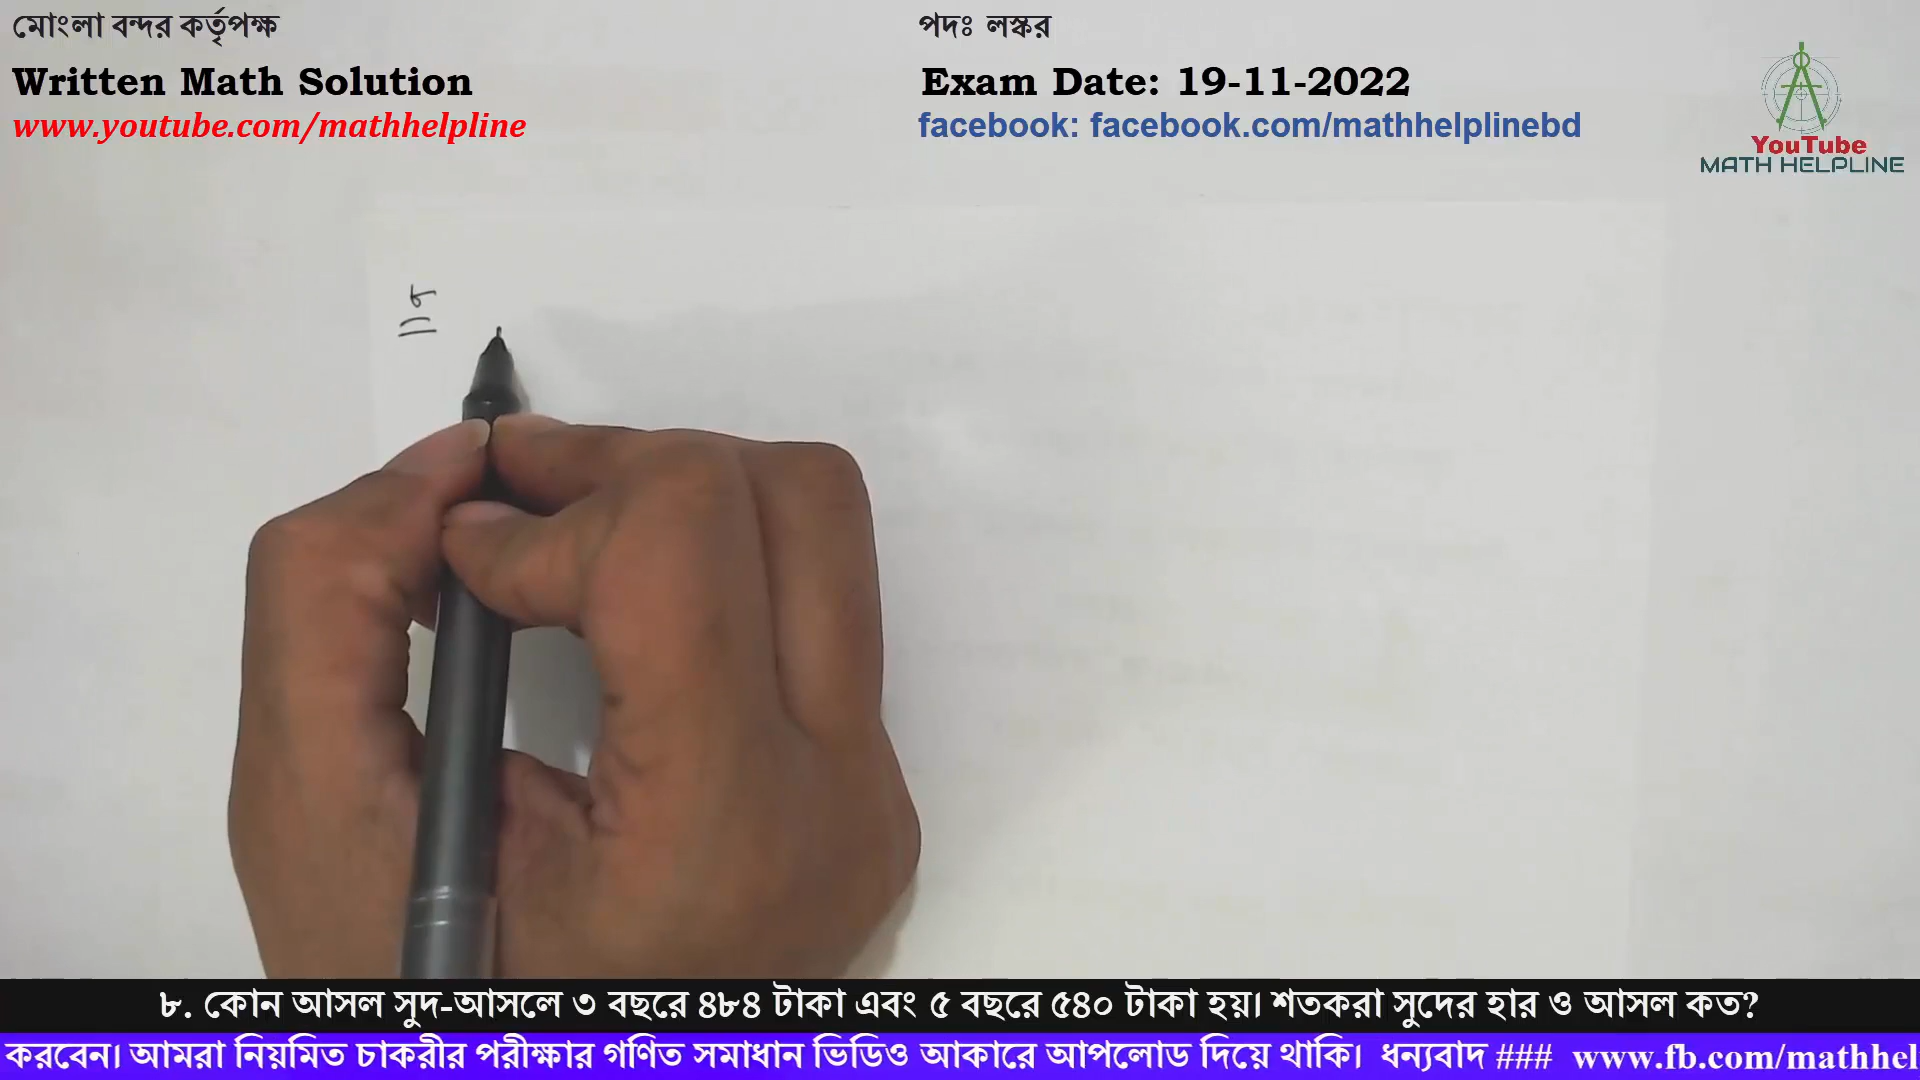 মোংলা বন্দর কর্তৃপক্ষ
পদঃ লস্কর
Written Math Solution
Exam Date: 19-11-2022
www.youtube.com/mathhelpline
facebook: facebook.com/mathhelplinebd
YouTube
MATH HELPLINE
৮. কোন আসল সুদ-আসলে ৩ বছরে ৪৮৪ টাকা এবং ৫ বছরে ৫৪০ টাকা হয়। শতকরা সুদের হার ও আসল কত?
করবেন। আমরা নিয়মিত চাকরীর পরীক্ষার গণিত সমাধান ভিডিও আকারে আপলোড দিয়ে থাকি। ধন্যবাদ ### www.fb.com/mathhel